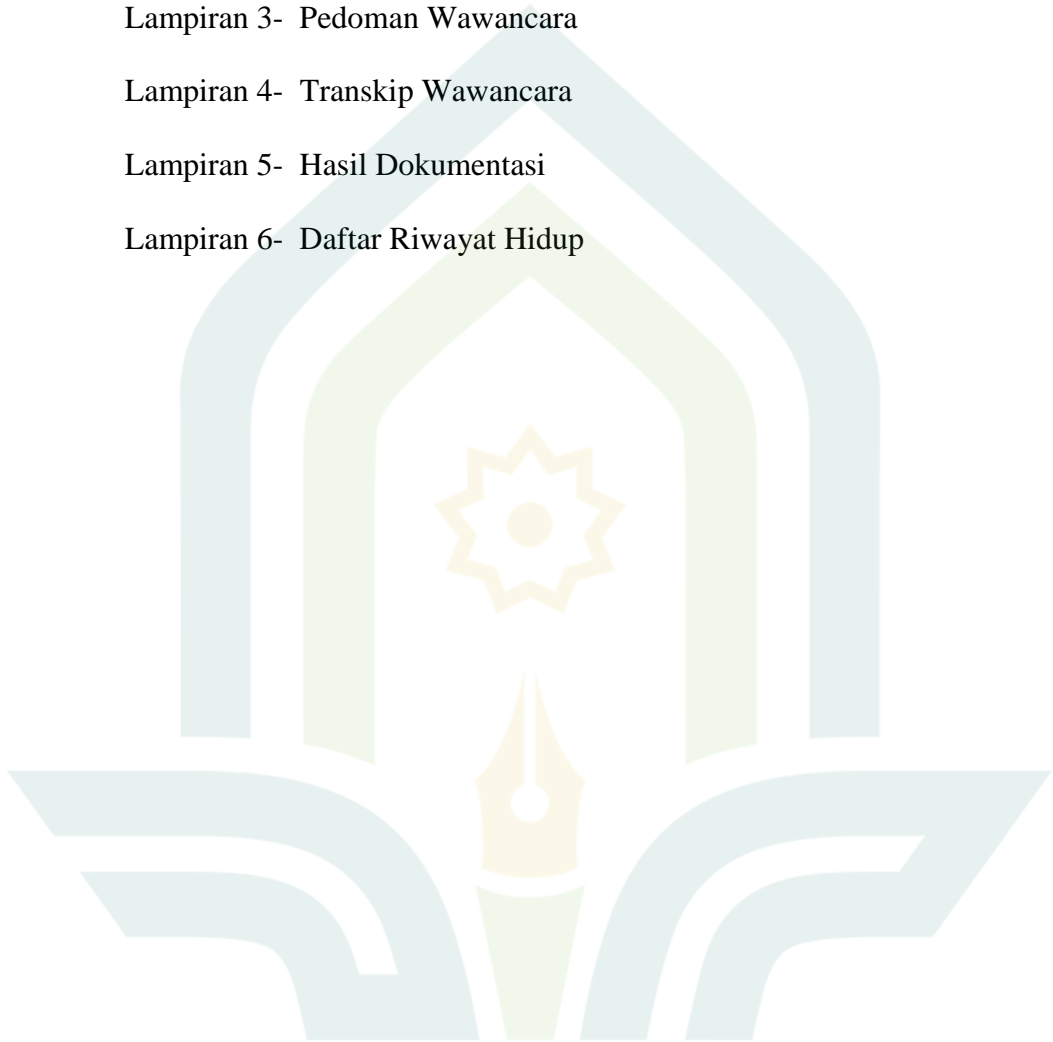 Lampiran 3- Pedoman Wawancara
Lampiran 4- Transkip Wawancara
Lampiran 5- Hasil Dokumentasi
Lampiran 6- Daftar Riwayat Hidup